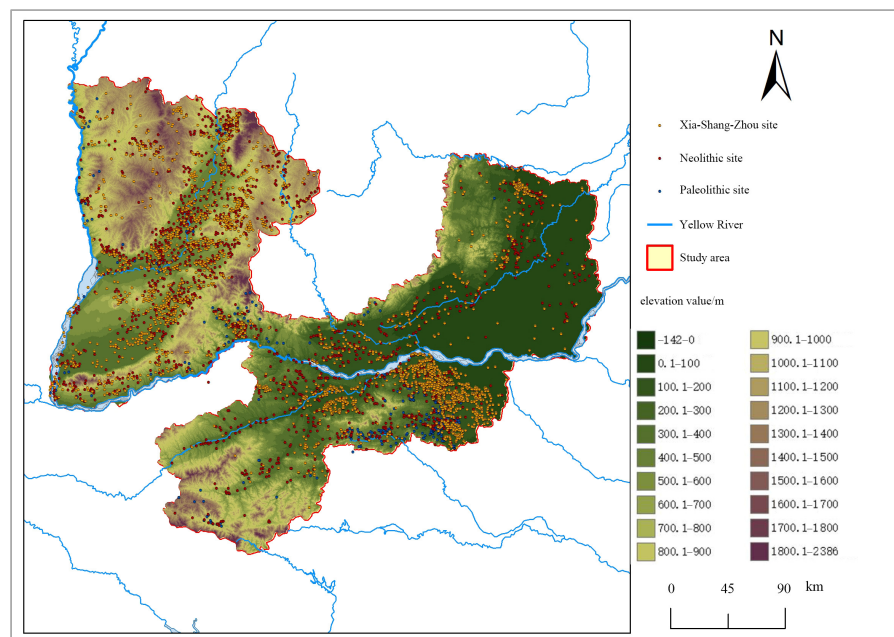 N
Xia-Shang-Zhou site
Neolithic site
Paleolithic site
Yellow River
Study area
elevation value/m
-142-0
0.1-100
100.1-200
200.1-300
300.1-400
400.1-500
500.1-600
600.1-700
700.1-800
800.1-900
900.1-1000
1000.1-1100
1100.1-1200
1200.1-1300
1300.1-1400
1400.1-1500
1500.1-1600
1600.1-1700
1700.1-1800
1800.1-2386
0 45 90 km